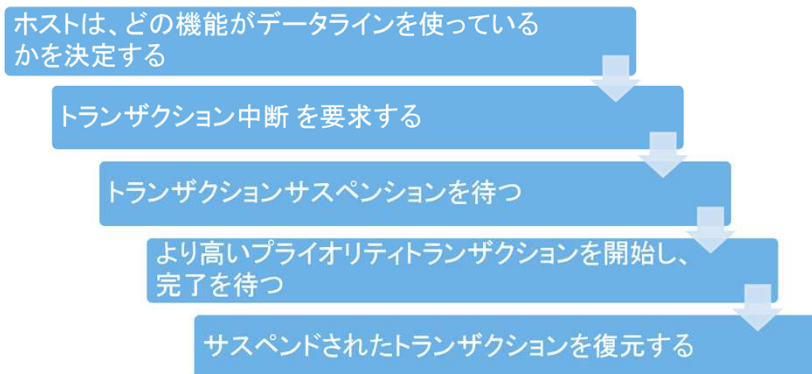 ホストは、どの機能がデータラインを使っている
かを決定する
トランザクション中断 を要求する
トランザクションサスペンションを待つ
より高いプライオリティトランザクションを開始し、
完了を待つ
サスペンドされたトランザクションを復元する